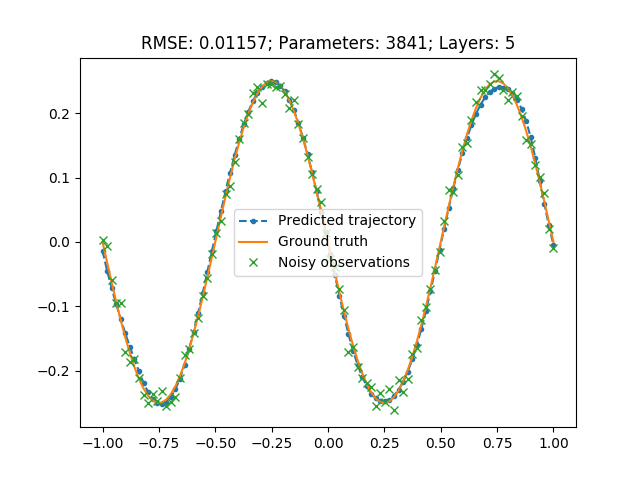 RMSE: 0.01157; Parameters: 3841; Layers: 5
0.2
0.1
0.0
−0.1
−0.2
Predicted trajectory
Ground truth
Noisy observations
−1.00 −0.75 −0.50 −0.25 0.00 0.25 0.50 0.75 1.00